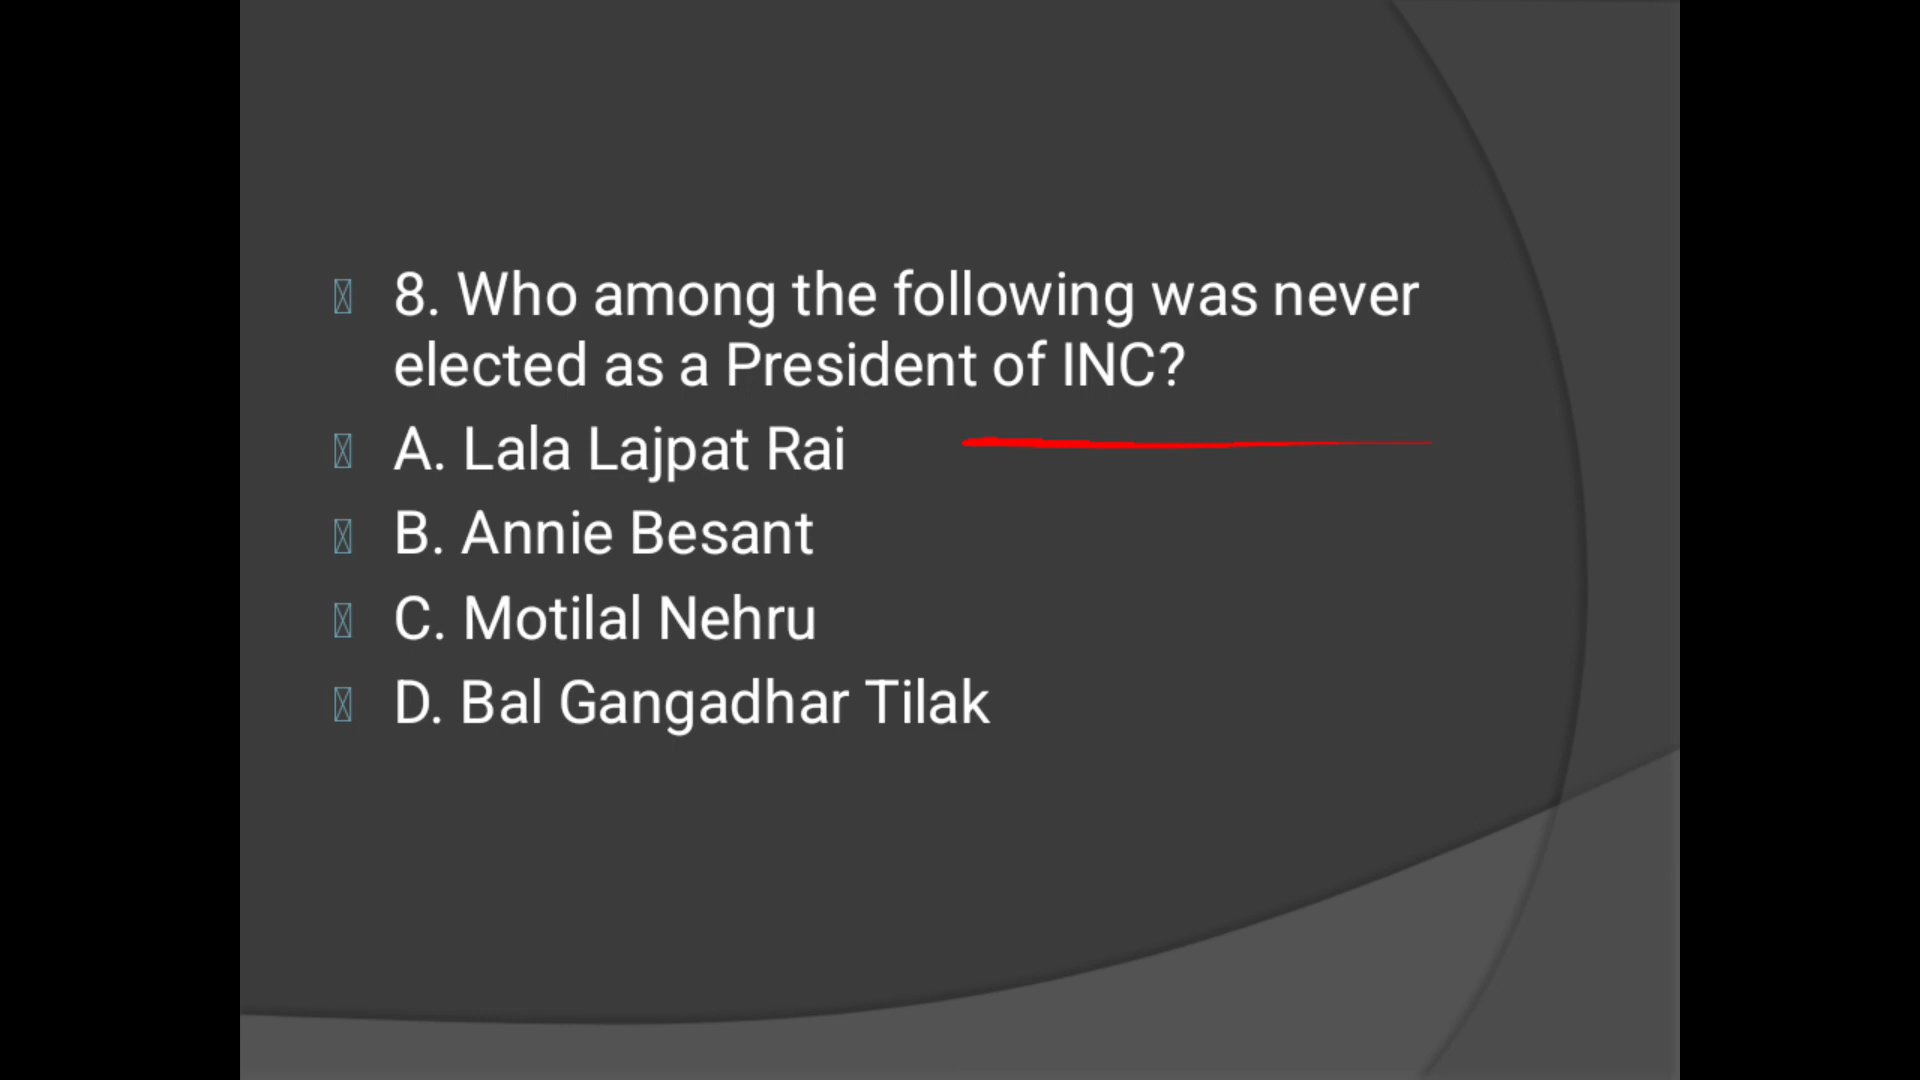 8. Who among the following was never
elected as a President of INC?
A. Lala Lajpat Rai
B. Annie Besant
C. Motilal Nehru
D. Bal Gangadhar Tilak